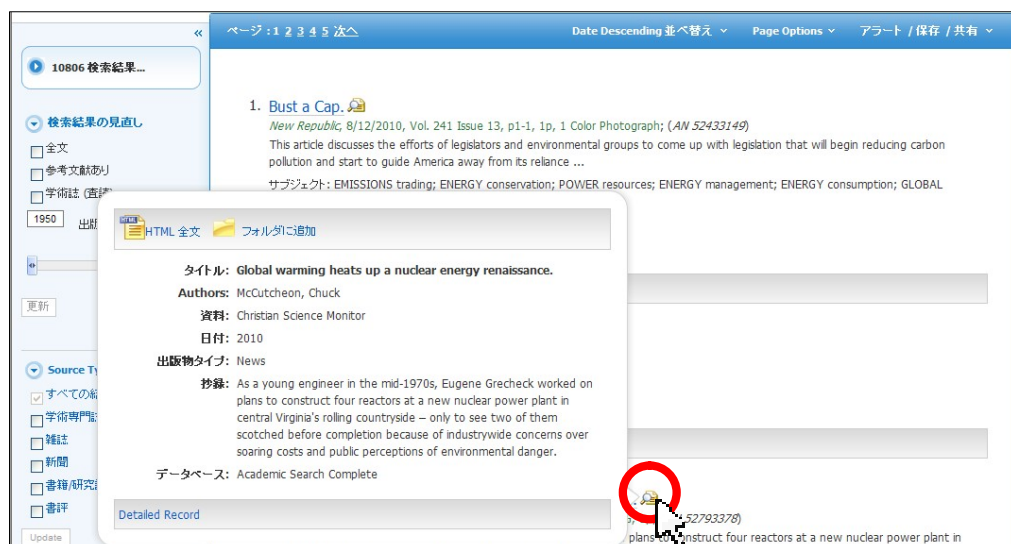 «
ページ :1 2 3 4 5 次へ
Date Descending 並べ替え
Page Options
アラート / 保存 / 共有
10806 検索結果...
検索結果の見直し
全文
参考文献あり
学術誌 (査読)
1950
更新
Source Ty
すべての結
学術専門
雑誌
新聞
書籍/研究
書評
Update
1. Bust a Cap.
New Republic, 8/12/2010, Vol. 241 Issue 13, p1-1, 1p, 1 Color Photograph; (AN 52433149)
This article discusses the efforts of legislators and environmental groups to come up with legislation that will begin reducing carbon
pollution and start to guide America away from its reliance ...
サブジェクト: EMISSIONS trading; ENERGY conservation; POWER resources; ENERGY management; ENERGY consumption; GLOBAL
HTML 全文
フォルダに追加
タイトル: Global warming heats up a nuclear energy renaissance.
Authors: McCutcheon, Chuck
資料: Christian Science Monitor
日付: 2010
出版物タイプ: News
抄録: As a young engineer in the mid-1970s, Eugene Grecheck worked on
plans to construct four reactors at a new nuclear power plant in
central Virginia's rolling countryside – only to see two of them
scotched before completion because of industrywide concerns over
soaring costs and public perceptions of environmental danger.
データベース: Academic Search Complete
Detailed Record
52793378)
plans to construct four reactors at a new nuclear power plant in